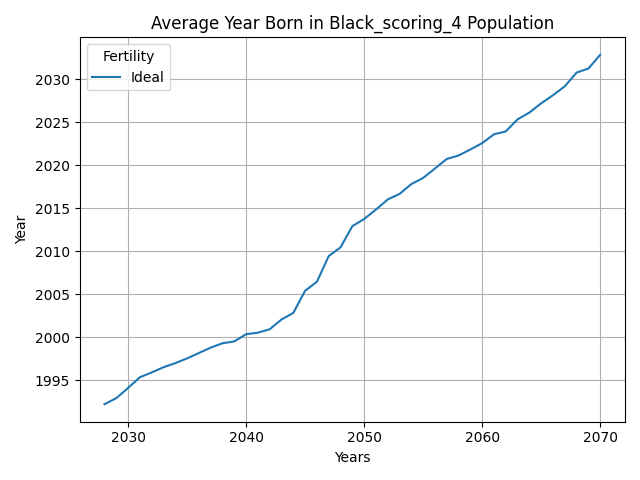 Average Year Born in Black_scoring_4 Population
Fertility
Ideal
2030
2025
2020
2015
2010
2005
2000
1995
Year
2030 2040 2050 2060 2070
Years